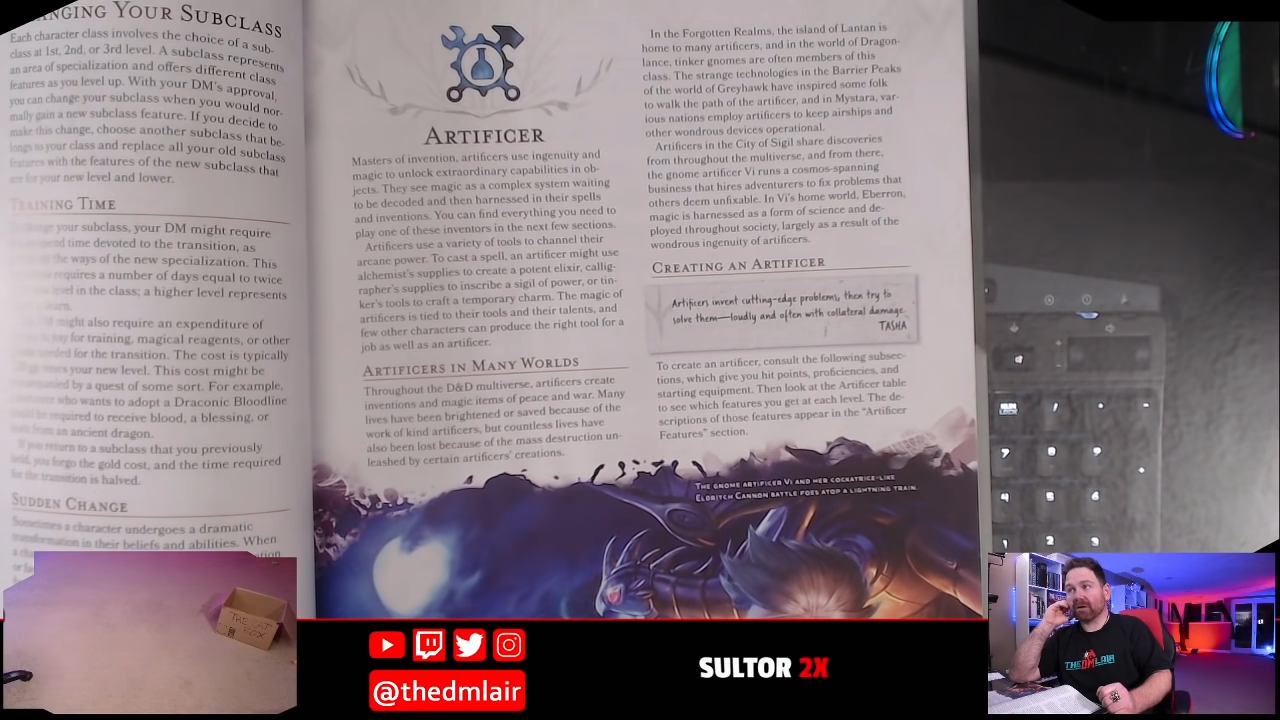 ANGING YOUR SUBCLASS
Each character class involves the choice of a sub-
class at 1st, 2nd, or 3rd level. A subclass represents
an area of specialization and offers different class
features as you level up. With your DM's approval,
you can change your subclass when you would nor-
mally gain a new subclass feature. If you decide to
make this change, choose another subclass that be-
longs to your class and replace all your old subclass
features with the features of the new subclass that
are for your new level and lower.
TRAINING TIME
your subclass, your DM might require
time devoted to the transition, as
the ways of the new specialization. This
requires a number of days equal to twice
level in the class; a higher level represents
might also require an expenditure of
for training, magical reagents, or other
needed for the transition. The cost is typically
your new level. This cost might be
by a quest of some sort. For example,
who wants to adopt a Draconic Bloodline
required to receive blood, a blessing, or
from an ancient dragon.
If you return to a subclass that you previously
held, you forgo the gold cost, and the time required
for the transition is halved.
SUDDEN CHANGE
Sometimes a character undergoes a dramatic
transformation in their beliefs and abilities. When
ARTIFICER
Masters of invention, artificers use ingenuity and
magic to unlock extraordinary capabilities in ob-
jects. They see magic as a complex system waiting
to be decoded and then harnessed in their spells
and inventions. You can find everything you need to
play one of these inventors in the next few sections.
Artificers use a variety of tools to channel their
arcane power. To cast a spell, an artificer might use
alchemist's supplies to create a potent elixir, callig-
rapher's supplies to inscribe a sigil of power, or tin-
ker's tools to craft a temporary charm. The magic of
artificers is tied to their tools and their talents, and
few other characters can produce the right tool for a
job as well as an artificer.
ARTIFICERS IN MANY WORLDS
Throughout the D&D multiverse, artificers create
inventions and magic items of peace and war. Many
lives have been brightened or saved because of the
work of kind artificers, but countless lives have
also been lost because of the mass destruction un-
leashed by certain artificers' creations.
In the Forgotten Realms, the island of Lantan is
home to many artificers, and in the world of Dragon-
lance, tinker gnomes are often members of this
class. The strange technologies in the Barrier Peaks
of the world of Greyhawk have inspired some folk
to walk the path of the artificer, and in Mystara, var-
ious nations employ artificers to keep airships and
other wondrous devices operational.
Artificers in the City of Sigil share discoveries
from throughout the multiverse, and from there,
the gnome artificer Vi runs a cosmos-spanning
business that hires adventurers to fix problems that
others deem unfixable. In Vi's home world, Eberron,
magic is harnessed as a form of science and de-
ployed throughout society, largely as a result of the
wondrous ingenuity of artificers.
CREATING AN ARTIFICER
Artificers invent cutting-edge problems, then try to
solve them—loudly and often with collateral damage.
TASHA
To create an artificer, consult the following subsec-
tions, which give you hit points, proficiencies, and
starting equipment. Then look at the Artificer table
to see which features you get at each level. The de-
scriptions of those features appear in the "Artificer
Features" section.
THE GNOME ARTIFICER VI AND HER COCKATRICE-LIKE
ELDRITCH CANNON BATTLE FOES ATOP A LIGHTNING TRAIN.
THE CAT
BOX
@thedmlair
SULTOR 2X
THEDMLAIR